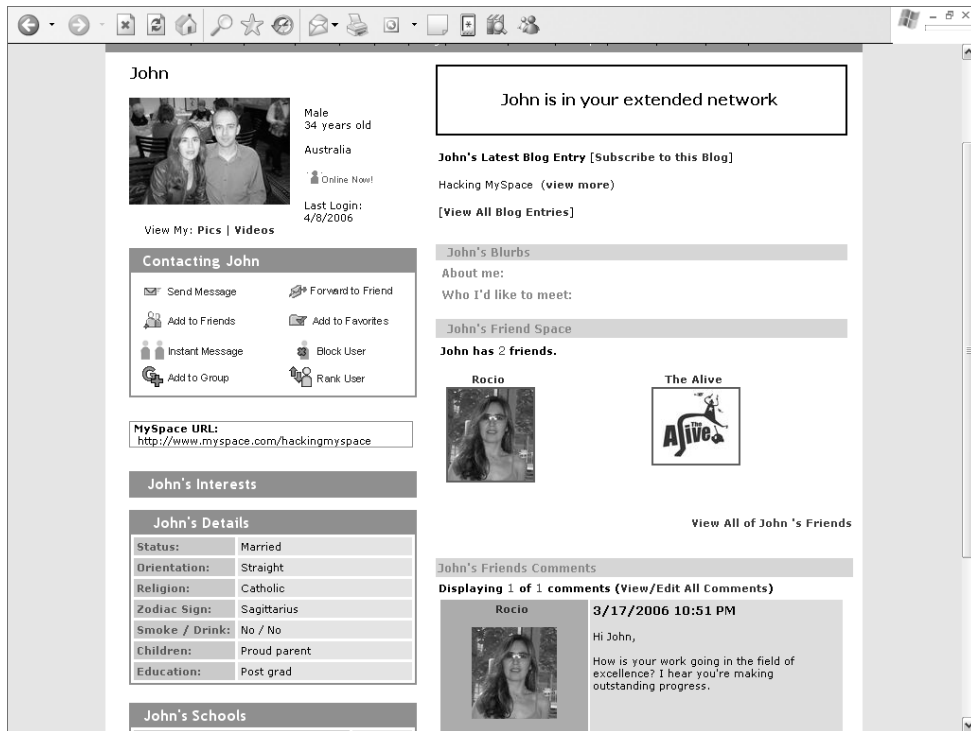 John
Male
34 years old
Australia
Online Now!
Last Login:
4/8/2006
View My: Pics | Videos
Contacting John
Send Message
Forward to Friend
Add to Friends
Add to Favorites
Instant Message
Block User
Add to Group
Rank User
MySpace URL:
http://www.myspace.com/hackingmyspace
John's Interests
John's Details
Status: Married
Orientation: Straight
Religion: Catholic
Zodiac Sign: Sagittarius
Smoke / Drink: No / No
Children: Proud parent
Education: Post grad
John's Schools
John is in your extended network
John's Latest Blog Entry [Subscribe to this Blog]
Hacking MySpace (view more)
[View All Blog Entries]
John's Blurbs
About me:
Who I'd like to meet:
John's Friend Space
John has 2 friends.
Rocio
The Alive
The
Alive
View All of John 's Friends
John's Friends Comments
Displaying 1 of 1 comments (View/Edit All Comments)
Rocio
3/17/2006 10:51 PM
Hi John,
How is your work going in the field of
excellence? I hear you're making
outstanding progress.